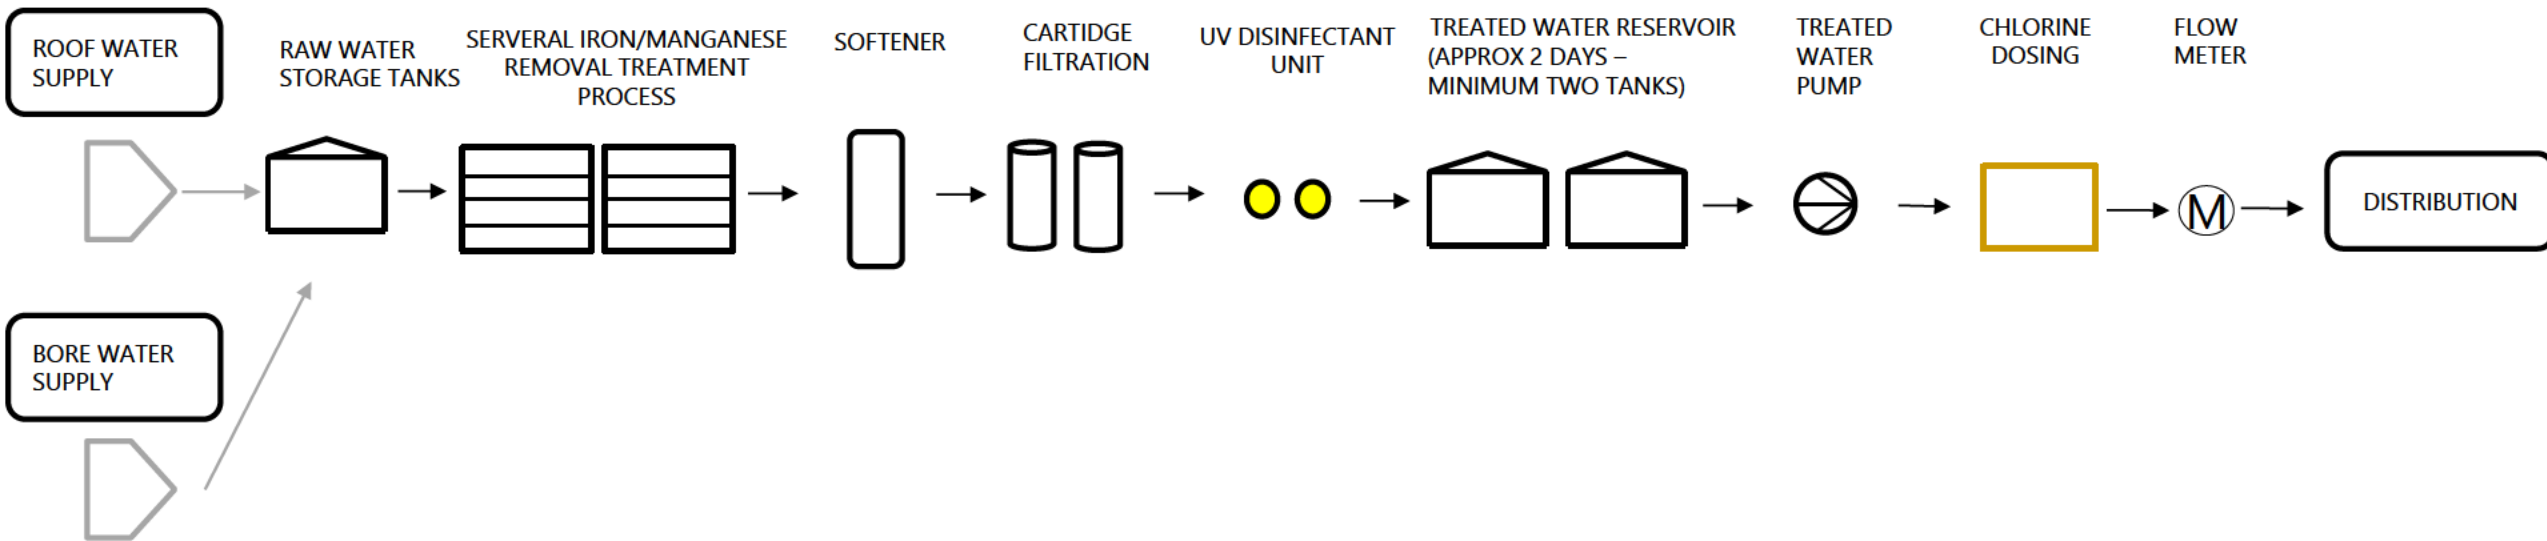 ROOF WATER
SUPPLY
RAW WATER
STORAGE TANKS
SERVERAL IRON/MANGANESE
REMOVAL TREATMENT
PROCESS
SOFTENER
CARTIDGE
FILTRATION
UV DISINFECTANT
UNIT
TREATED WATER RESERVOIR
(APPROX 2 DAYS –
MINIMUM TWO TANKS)
TREATED
WATER
PUMP
CHLORINE
DOSING
FLOW
METER
M
DISTRIBUTION
BORE WATER
SUPPLY